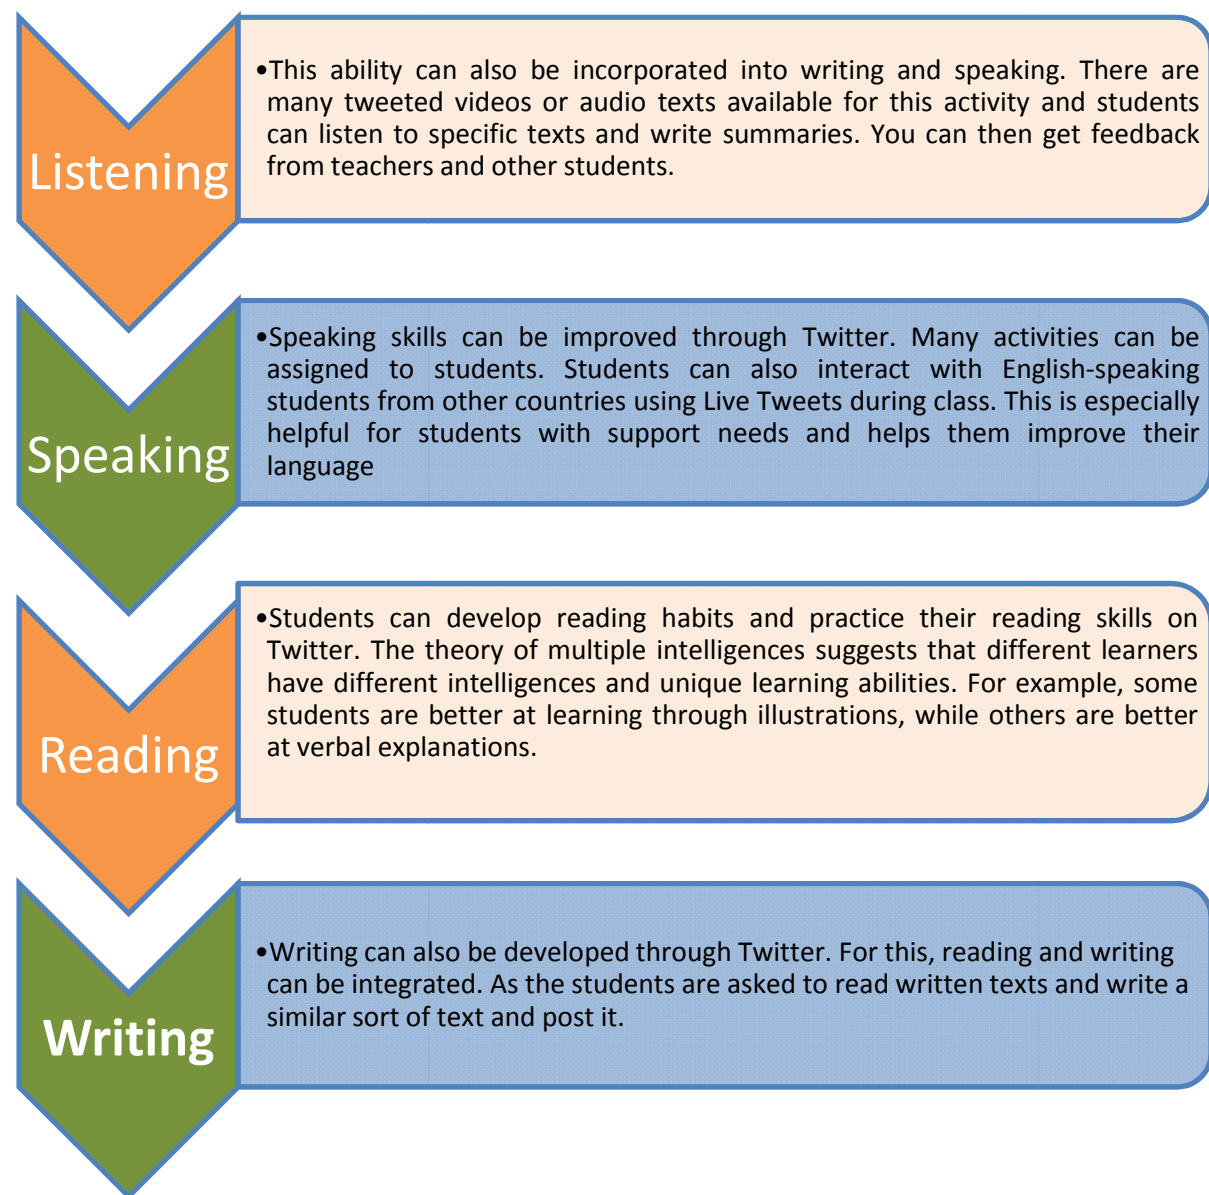 Listening
•This ability can also be incorporated into writing and speaking. There are
many tweeted videos or audio texts available for this activity and students
can listen to specific texts and write summaries. You can then get feedback
from teachers and other students.
Speaking
•Speaking skills can be improved through Twitter. Many activities can be
assigned to students. Students can also interact with English-speaking
students from other countries using Live Tweets during class. This is especially
helpful for students with support needs and helps them improve their
language
Reading
•Students can develop reading habits and practice their reading skills on
Twitter. The theory of multiple intelligences suggests that different learners
have different intelligences and unique learning abilities. For example, some
students are better at learning through illustrations, while others are better
at verbal explanations.
Writing
•Writing can also be developed through Twitter. For this, reading and writing
can be integrated. As the students are asked to read written texts and write a
similar sort of text and post it.